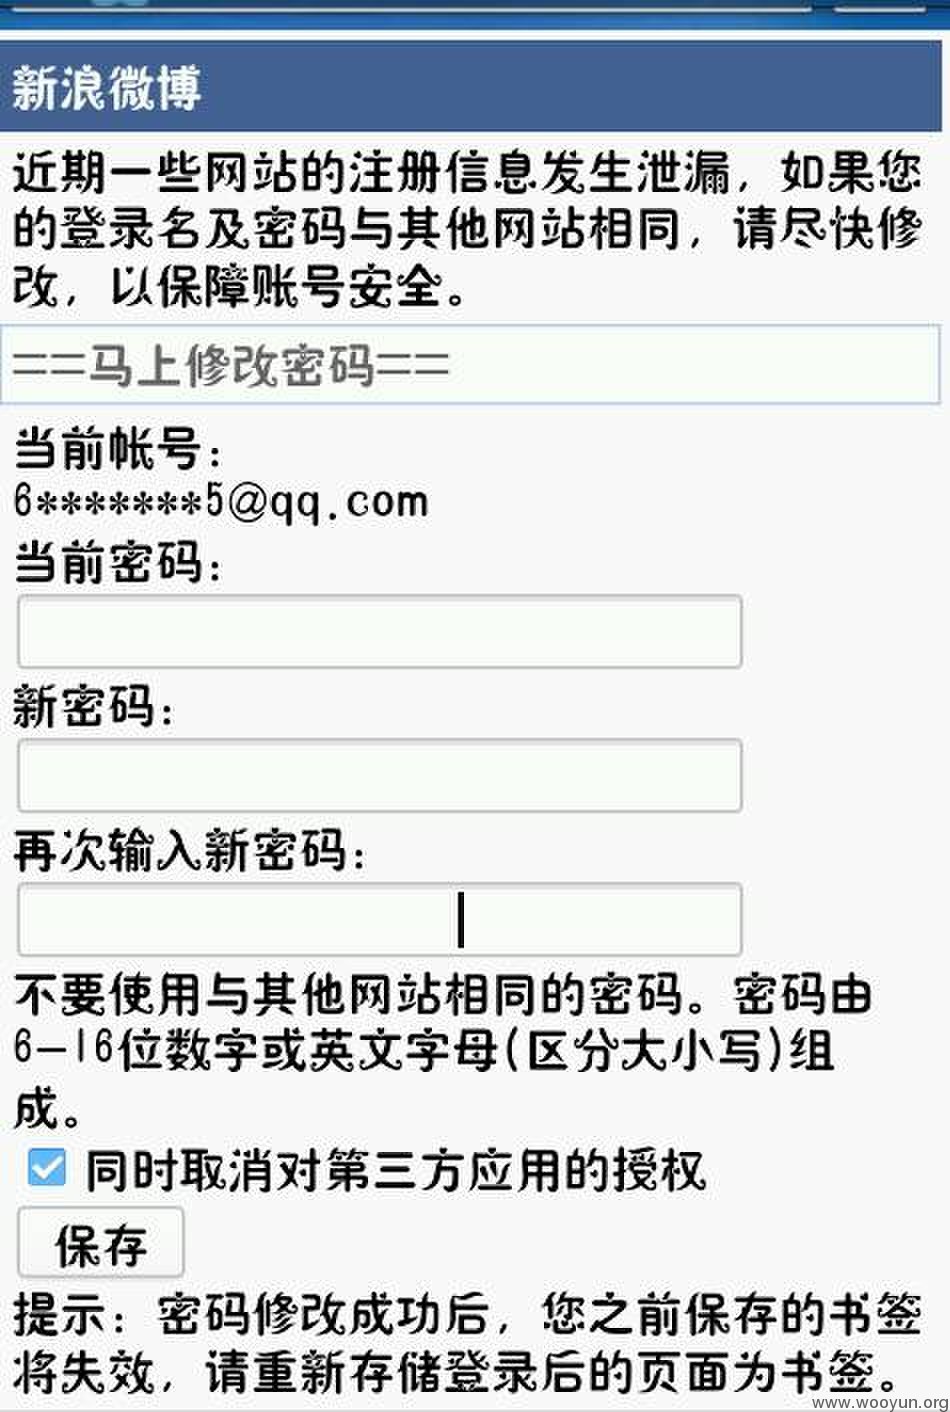 新浪微博
近期一些网站的注册信息发生泄漏，如果您
的登录名及密码与其他网站相同，请尽快修
改，以保障账号安全。
==马上修改密码==
当前帐号：
6*******5@qq.com
当前密码：
新密码：
再次输入新密码：
不要使用与其他网站相同的密码。密码由
6-16位数字或英文字母(区分大小写)组
成。
同时取消对第三方应用的授权
保存
提示：密码修改成功后，您之前保存的书签
将失效，请重新存储登录后的页面为书签。
www.wooyun.org